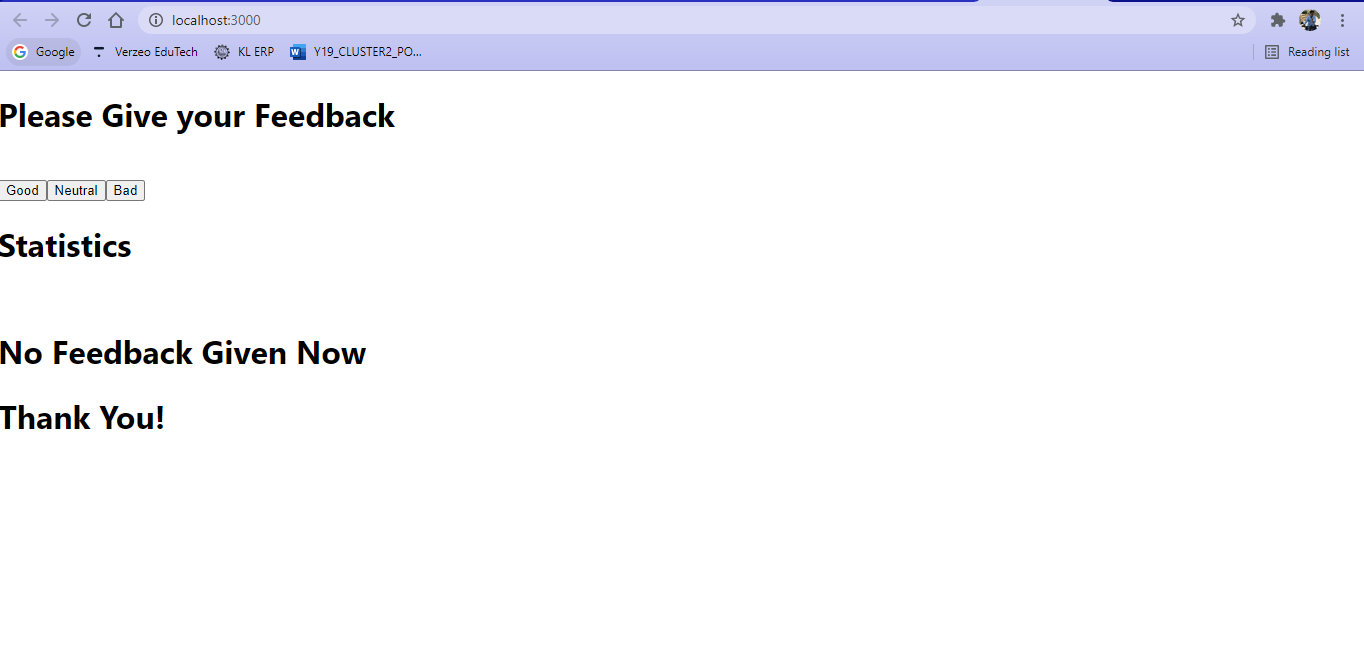 localhost:3000
Google Verzeo EduTech KL ERP Y19_CLUSTER2_PO... Reading list
Please Give your Feedback
Good Neutral Bad
Statistics
No Feedback Given Now
Thank You!